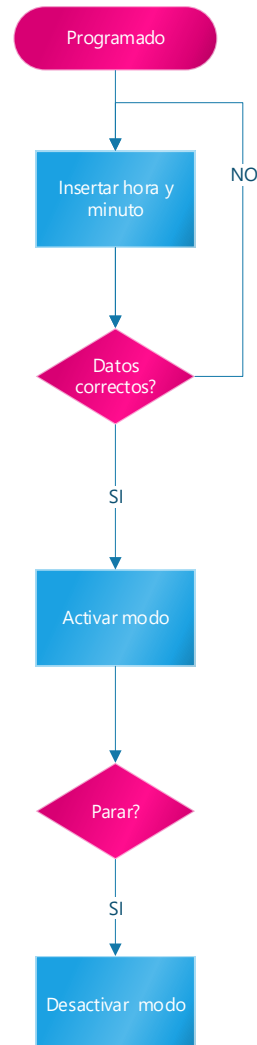 Programado
NO
Insertar hora y
minuto
Datos
correctos?
SI
Activar modo
Parar?
SI
Desactivar modo